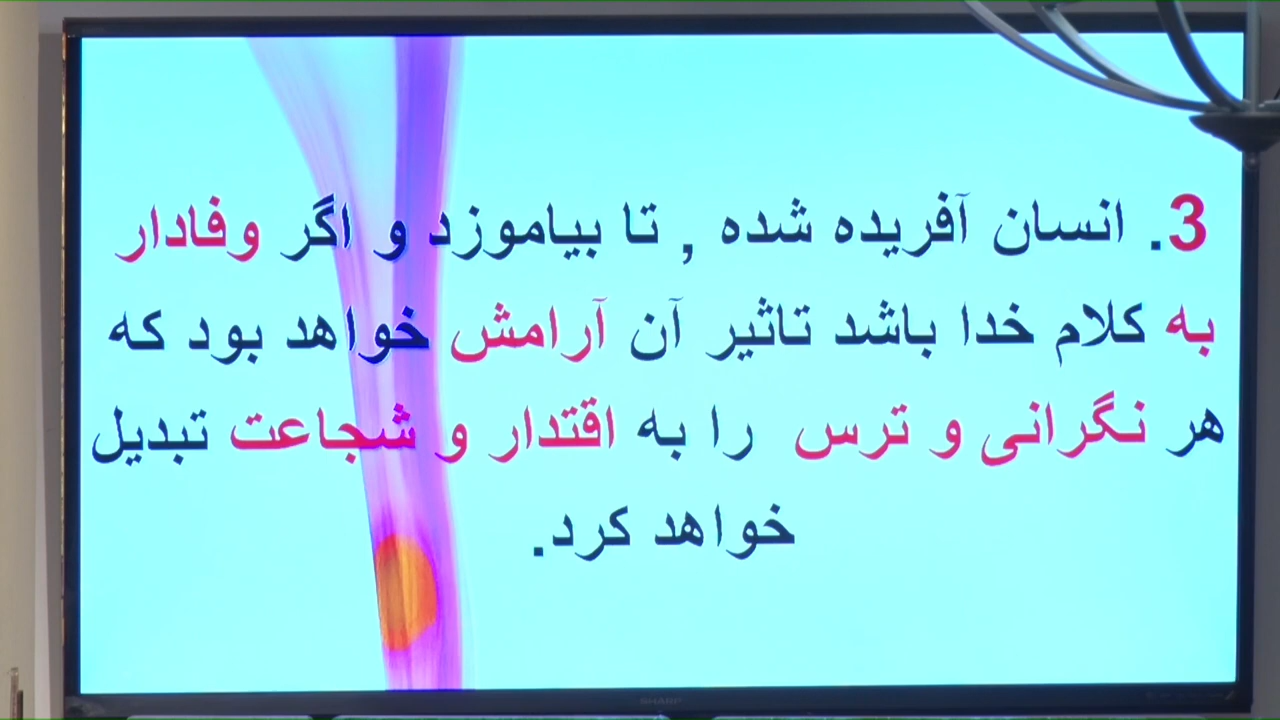 3. انسان آفریده شده , تا بیاموزد و اگر وفادار
به کلام خدا باشد تاثیر آن آرامش خواهد بود که
هر نگرانی و ترس را به اقتدار و شجاعت تبدیل
خواهد کرد.
SHARP